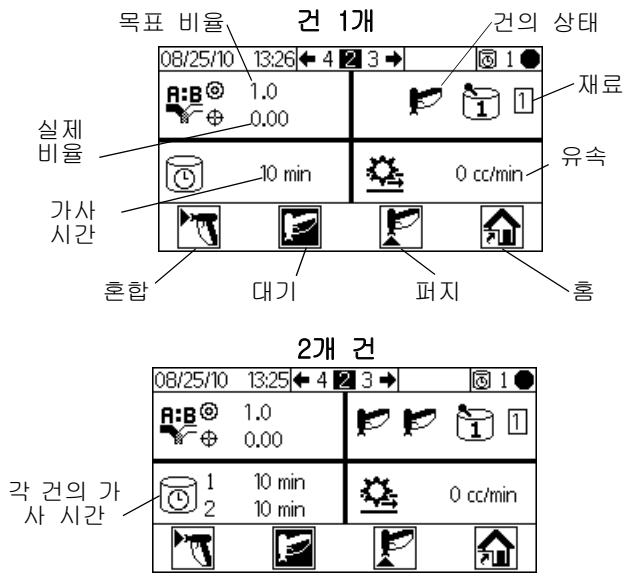 건 1개
목표 비율
건의 상태
08/25/10 13:26 ← 4 2 3 → 1
A:B 1.0
0.00
1 1
재료
실제
비율
10 min
0 cc/min
유속
가사
시간
혼합
대기
퍼지
홈
2개 건
08/25/10 13:25 ← 4 2 3 → 1
A:B 1.0
0.00
1 1
각 건의 가
사 시간
1 10 min
2 10 min
0 cc/min